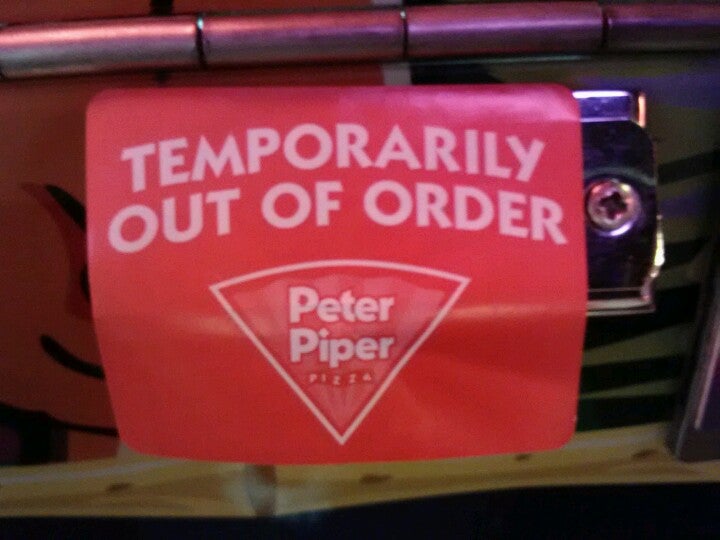 TEMPORARILY
OUT OF ORDER
Peter
Piper
PIZZA